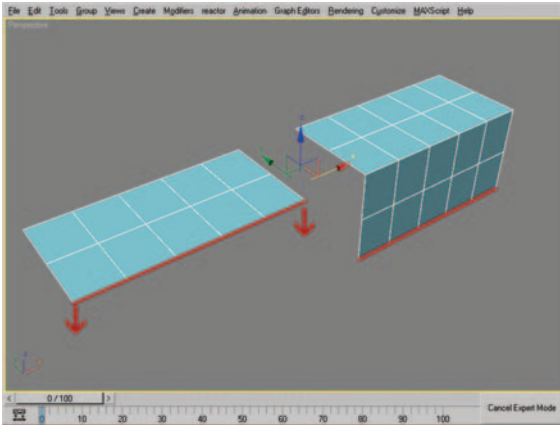 File Edit Tools Group Views Create Modifiers reactor Animation Graph Editors Rendering Customize MAXScript Help
Perspective
0 / 100
0 10 20 30 40 50 60 70 80 90 100
Cancel Expert Mode